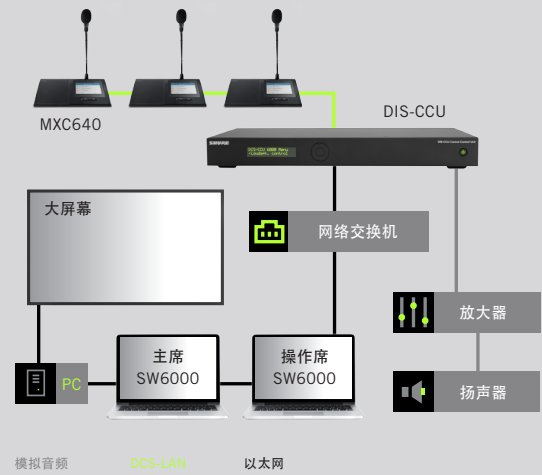 MXC640
DIS-CCU
SHURE
大屏幕
网络交换机
放大器
主席
SW6000
操作席
SW6000
PC
扬声器
模拟音频
DCS-LAN
以太网